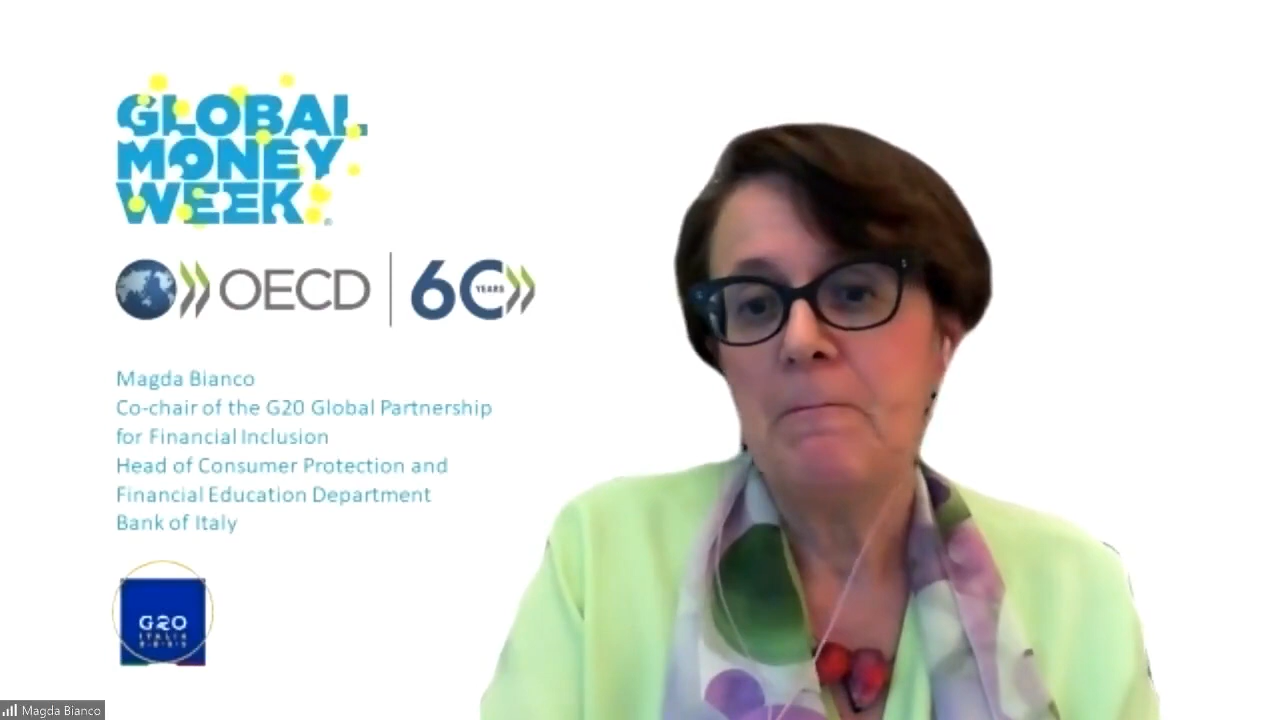 GLOBAL
MONEY
WEEK®
OECD
60 YEARS
Magda Bianco
Co-chair of the G20 Global Partnership
for Financial Inclusion
Head of Consumer Protection and
Financial Education Department
Bank of Italy
G20
ITALIA
Magda Bianco